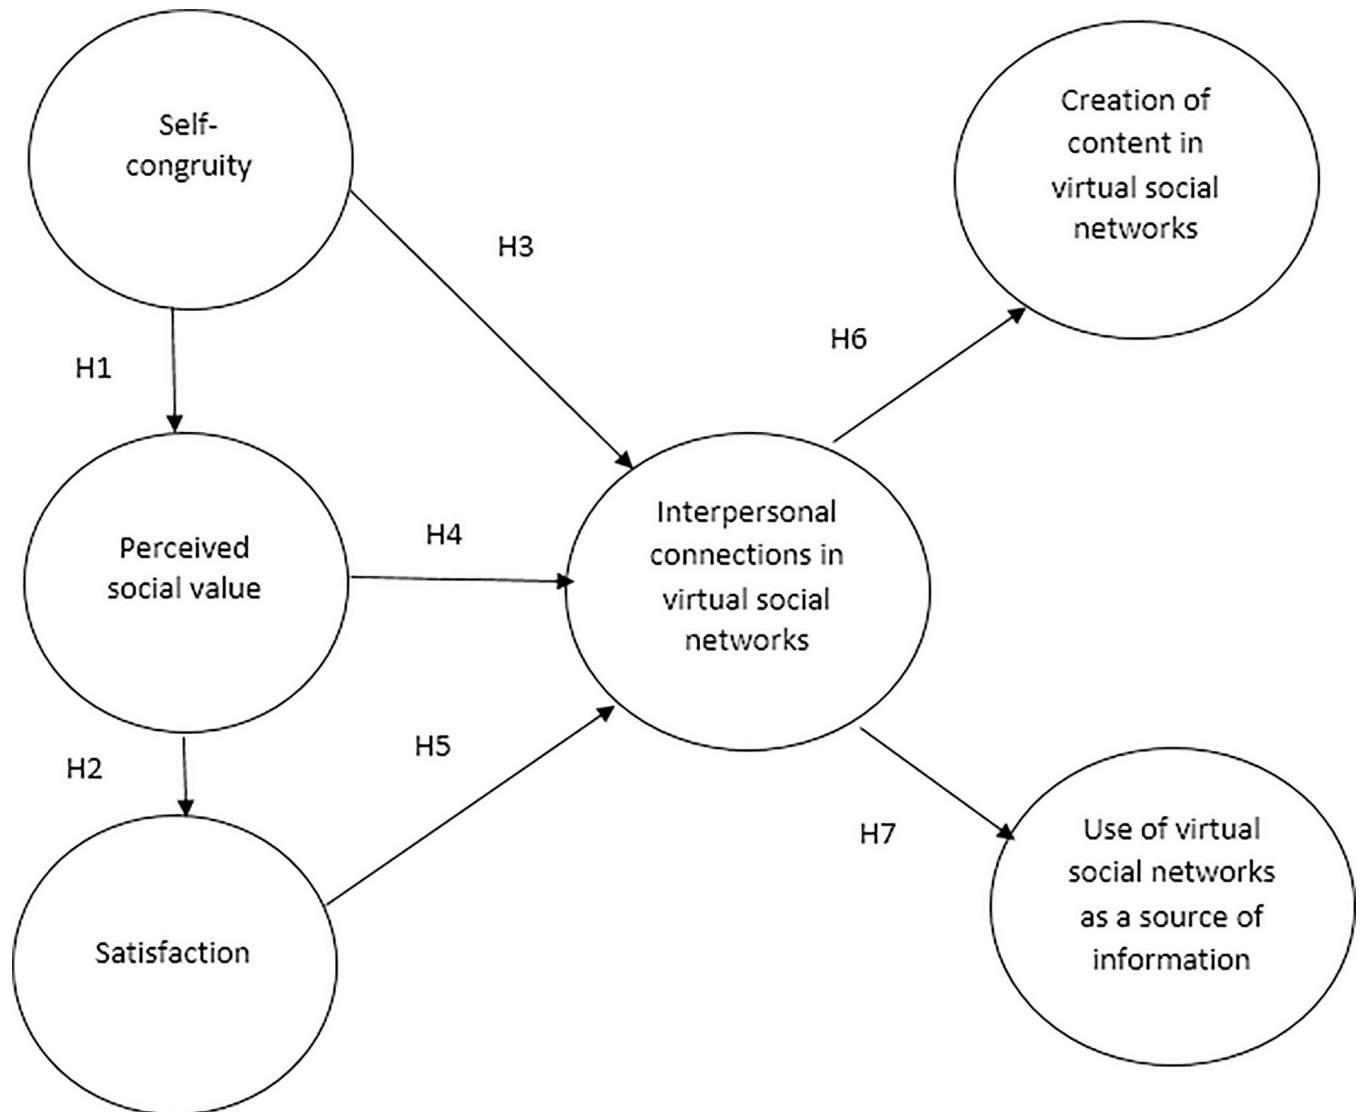 Self-
congruity
Creation of
content in
virtual social
networks
H3
H1
H6
Perceived
social value
H4
Interpersonal
connections in
virtual social
networks
H2
H5
H7
Satisfaction
Use of virtual
social networks
as a source of
information